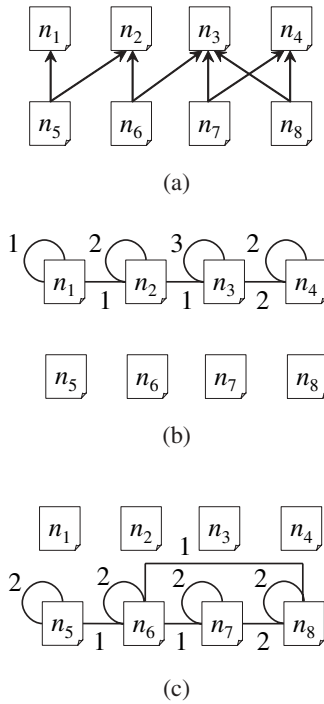 n₁ n₂ n₃ n₄
n₅ n₆ n₇ n₈
(a)
1 2 3 2
n₁ n₂ n₃ n₄
1 1 2
n₅ n₆ n₇ n₈
(b)
n₁ n₂ n₃ n₄
1
2 2 2 2
n₅ n₆ n₇ n₈
1 1 2
(c)